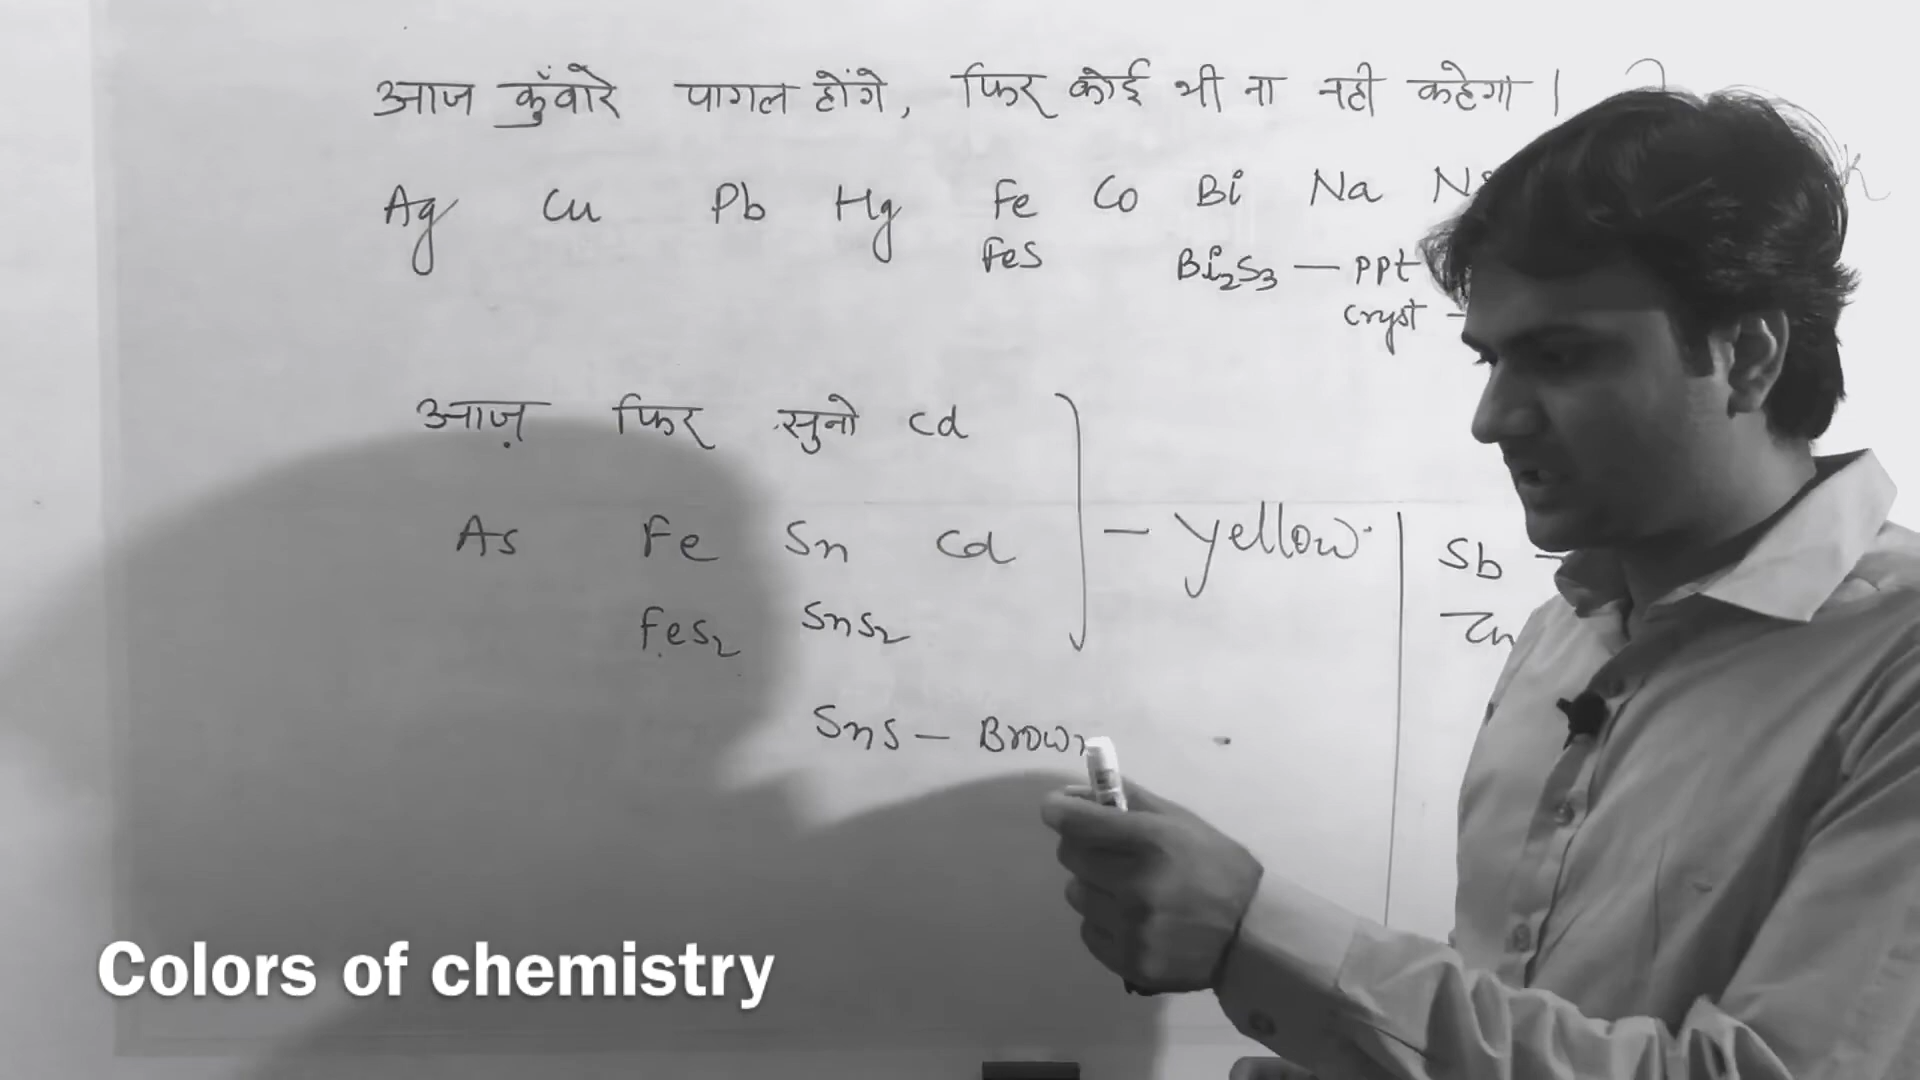 आज कुँवारे पागल होंगे, फिर कोई भी ना नही कहेगा।
Ag Cu Pb Hg Fe Co Bi Na
FeS Bi2S3 — ppt
cryst -
आज़ फिर सुनो Cd
As Fe Sn Cd — Yellow. Sb -
FeS2 SnS2 Zn
SnS — Brown
Colors of chemistry